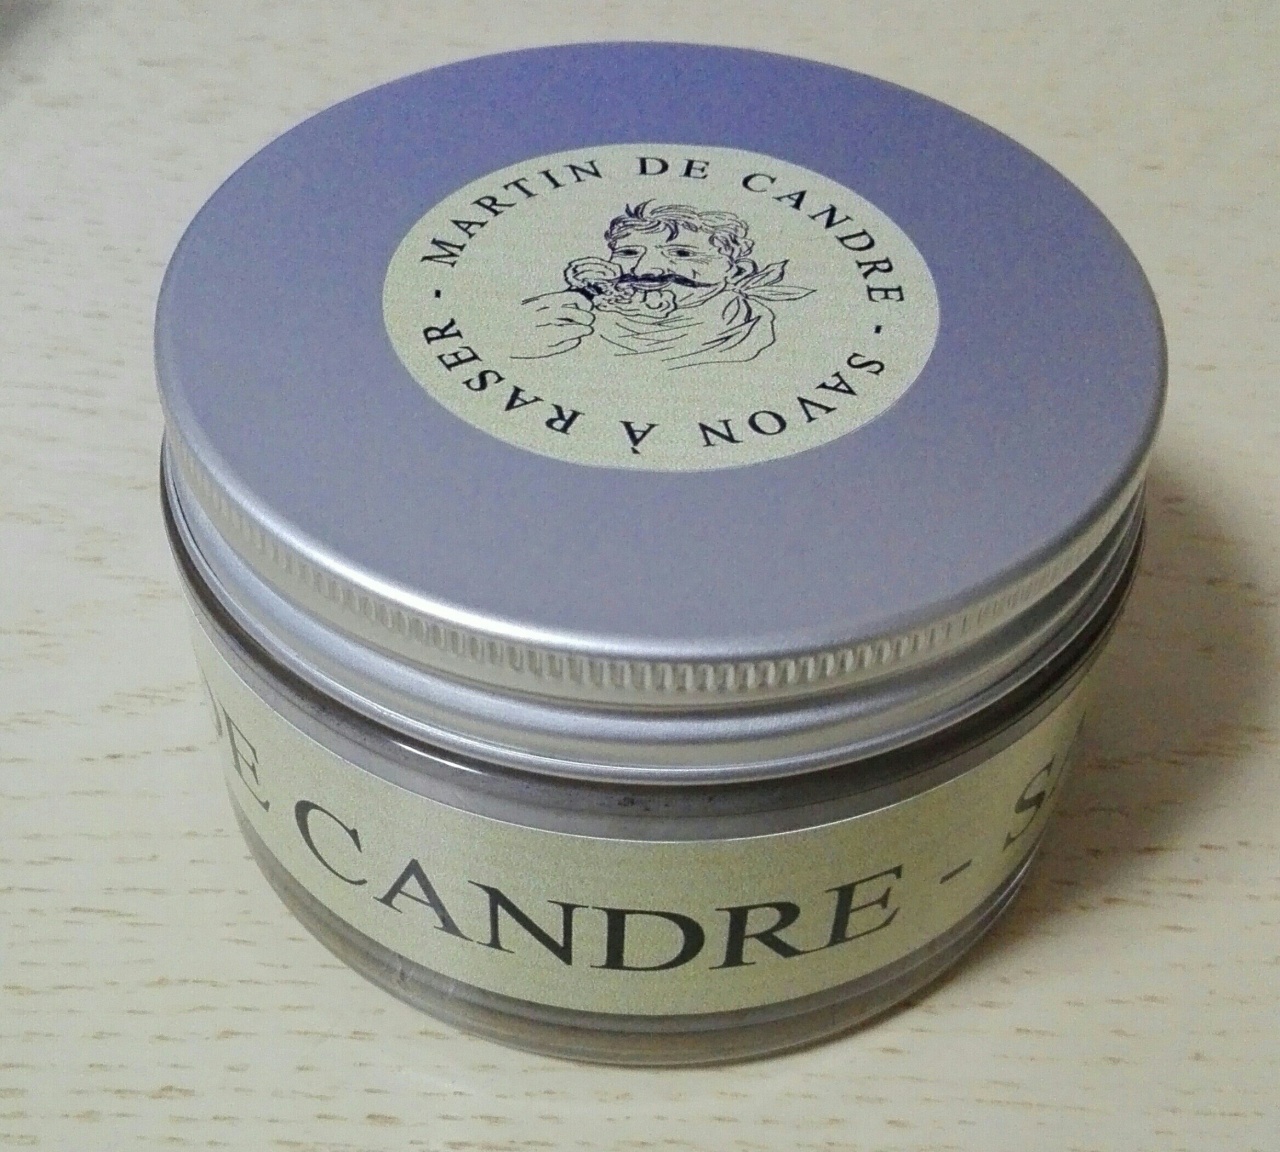 MARTIN DE CANDRE - SAVON À RASER -
DE CANDRE -